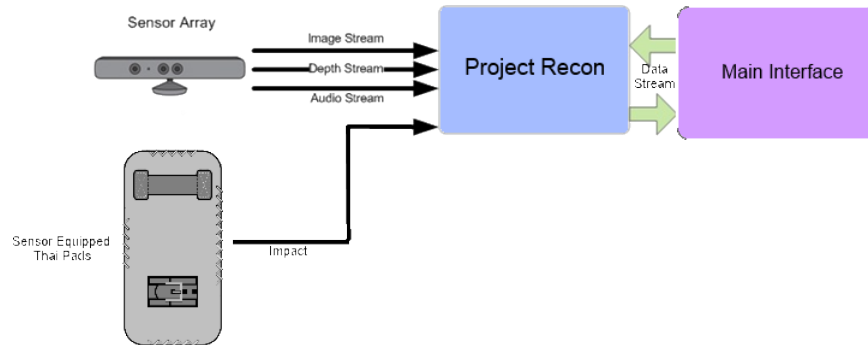 Sensor Array
Image Stream
Depth Stream
Audio Stream
Project Recon
Data
Stream
Main Interface
Sensor Equipped
Thai Pads
Impact